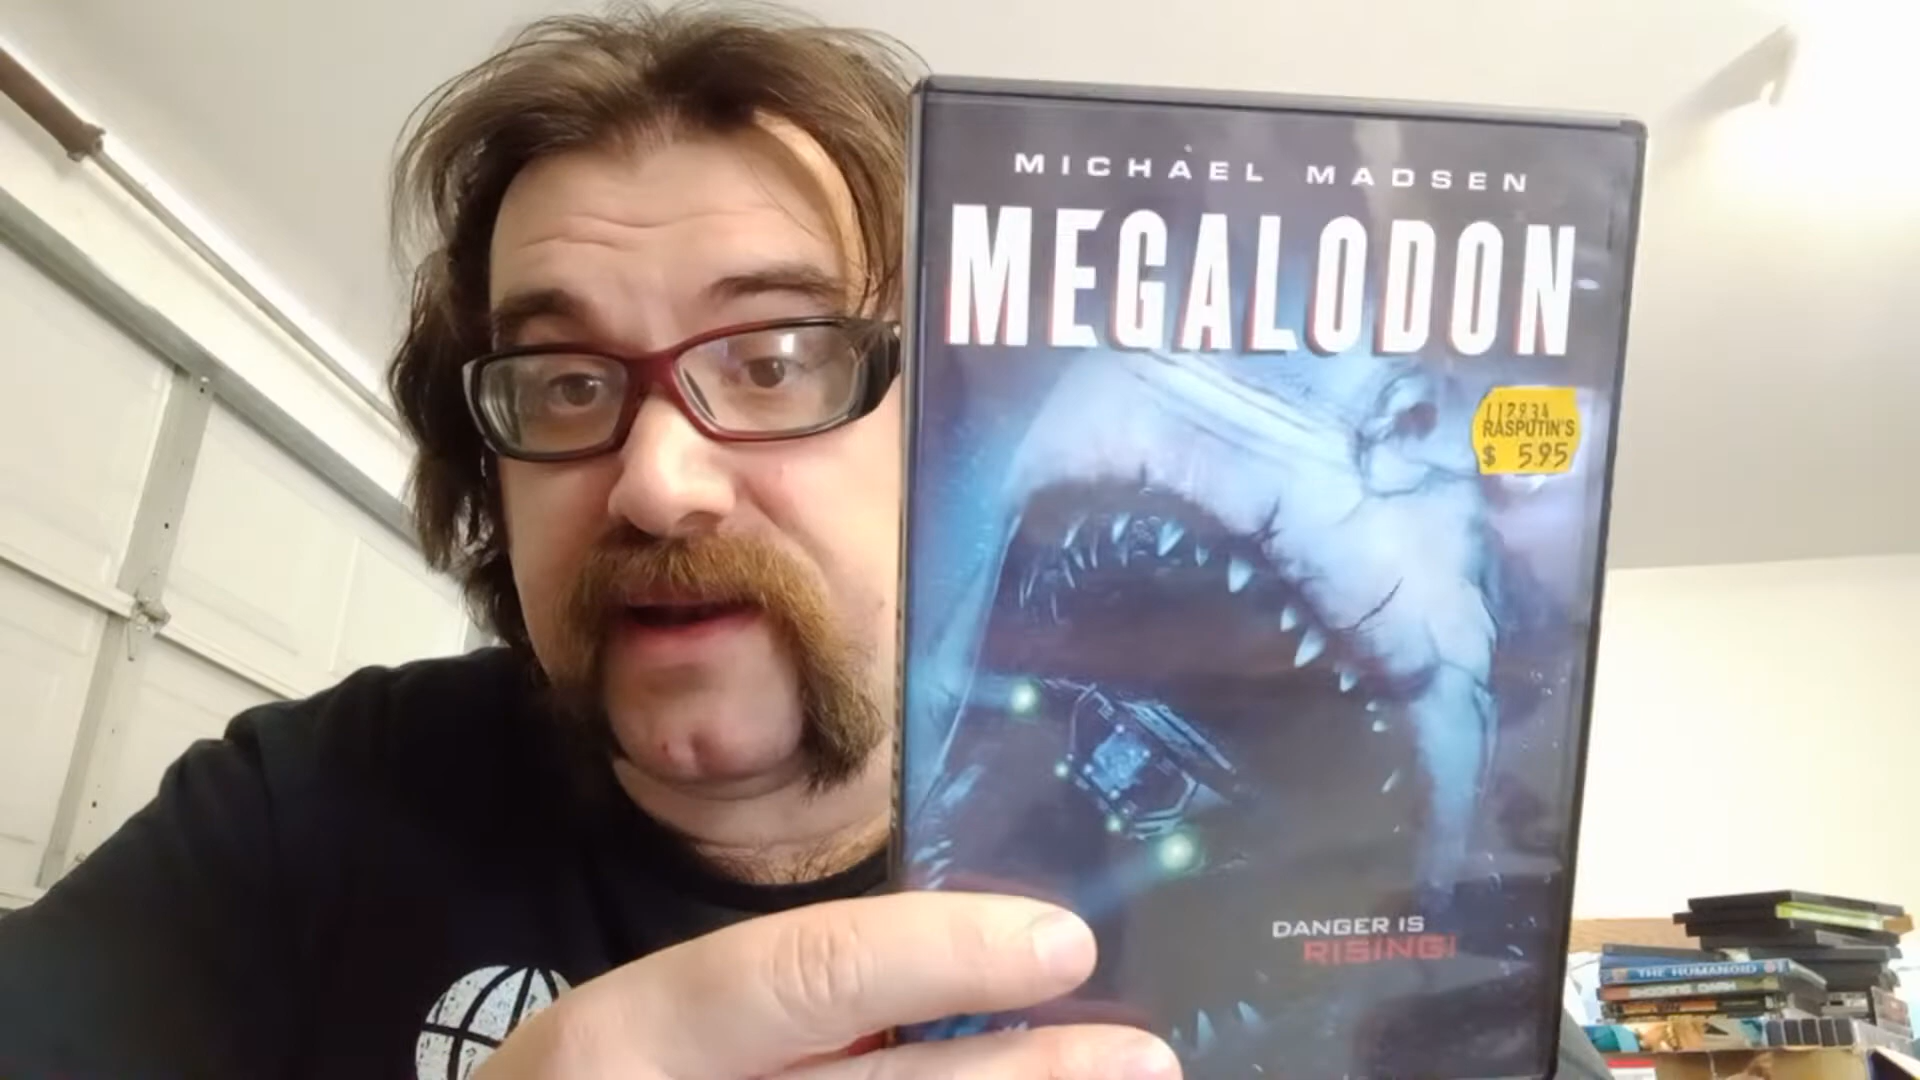 MICHAEL MADSEN
MEGALODON
112934
RASPUTIN'S
$ 5.95
DANGER IS
RISING!
THE HUMANOID